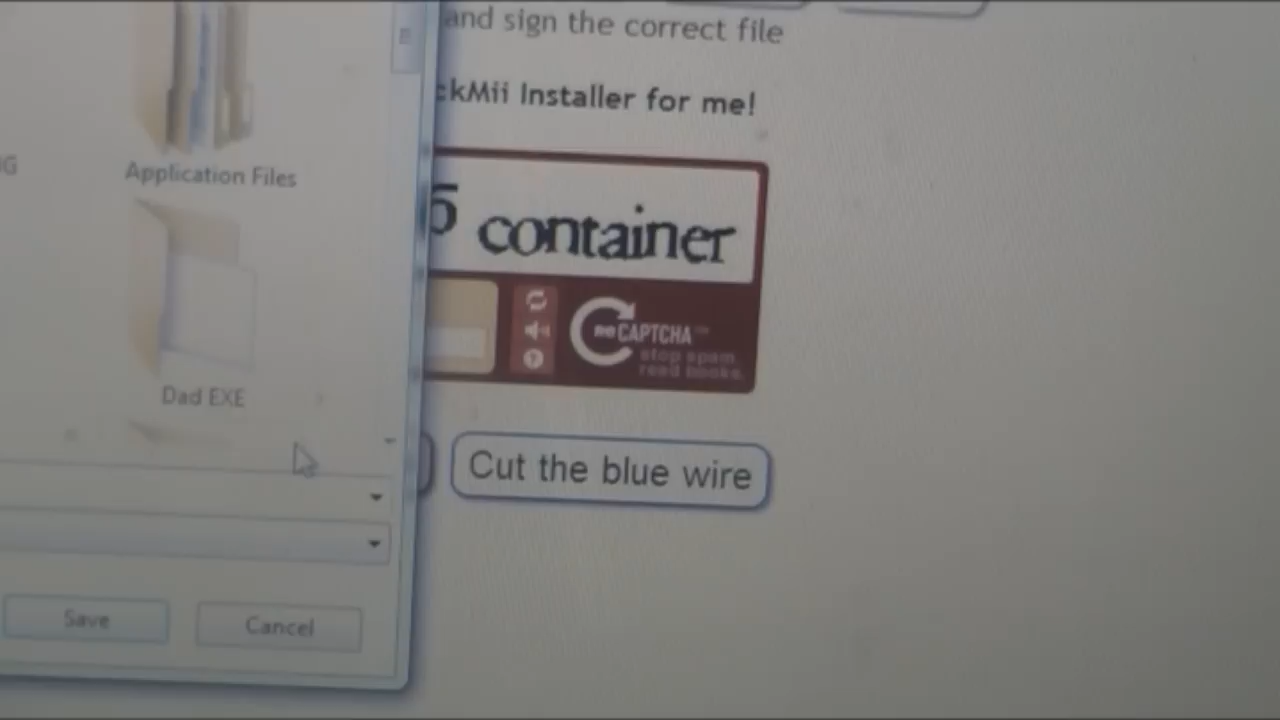 and sign the correct file
ckMii Installer for me!
G
Application Files
5 container
reCAPTCHA™
stop spam.
read books.
Dad EXE
Cut the blue wire
Save
Cancel